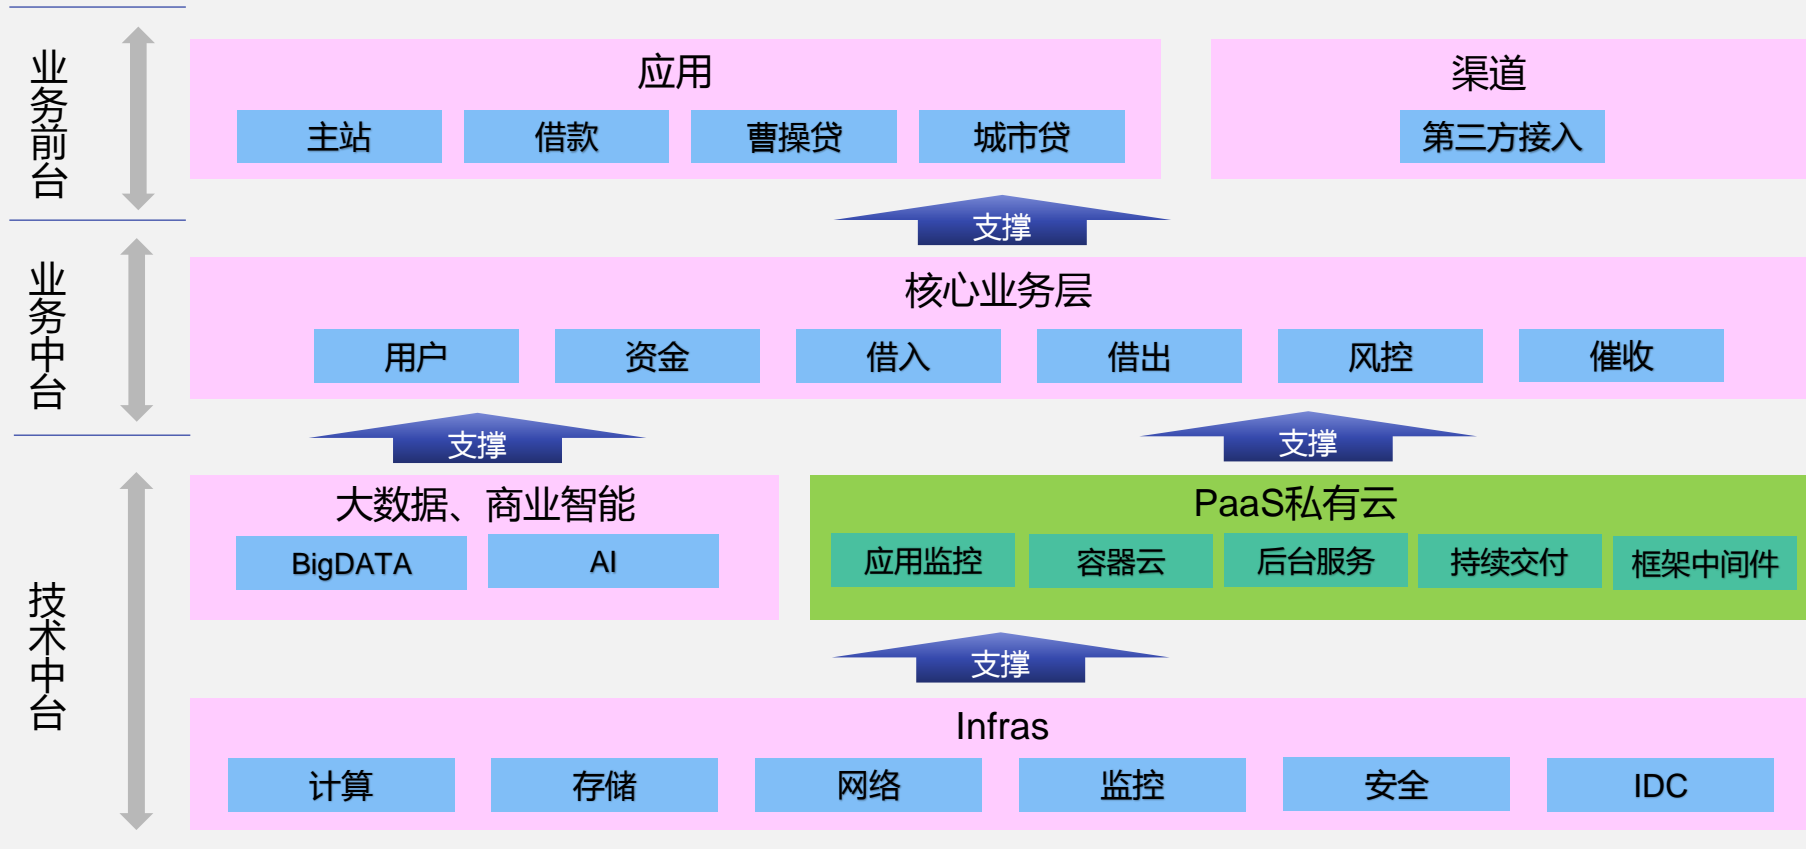 业务前台
应用
主站
借款
曹操贷
城市贷
渠道
第三方接入
支撑
业务中台
核心业务层
用户
资金
借入
借出
风控
催收
支撑
支撑
技术中台
大数据、商业智能
BigDATA
AI
PaaS私有云
应用监控
容器云
后台服务
持续交付
框架中间件
支撑
Infras
计算
存储
网络
监控
安全
IDC